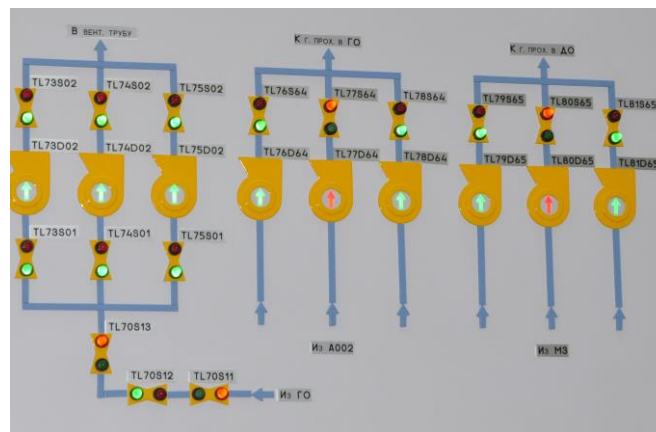 В ВЕНТ. ТРУБУ
К Г. ПРОХ. В ГО
К Г. ПРОХ. В ДО
TL73S02 TL74S02 TL75S02 TL76S64 TL77S64 TL78S64 TL79S65 TL80S65 TL81S65
TL73D02 TL74D02 TL75D02 TL76D64 TL77D64 TL78D64 TL79D65 TL80D65 TL81D65
TL73S01 TL74S01 TL75S01
TL70S13
Из А002
Из МЗ
TL70S12 TL70S11
Из ГО